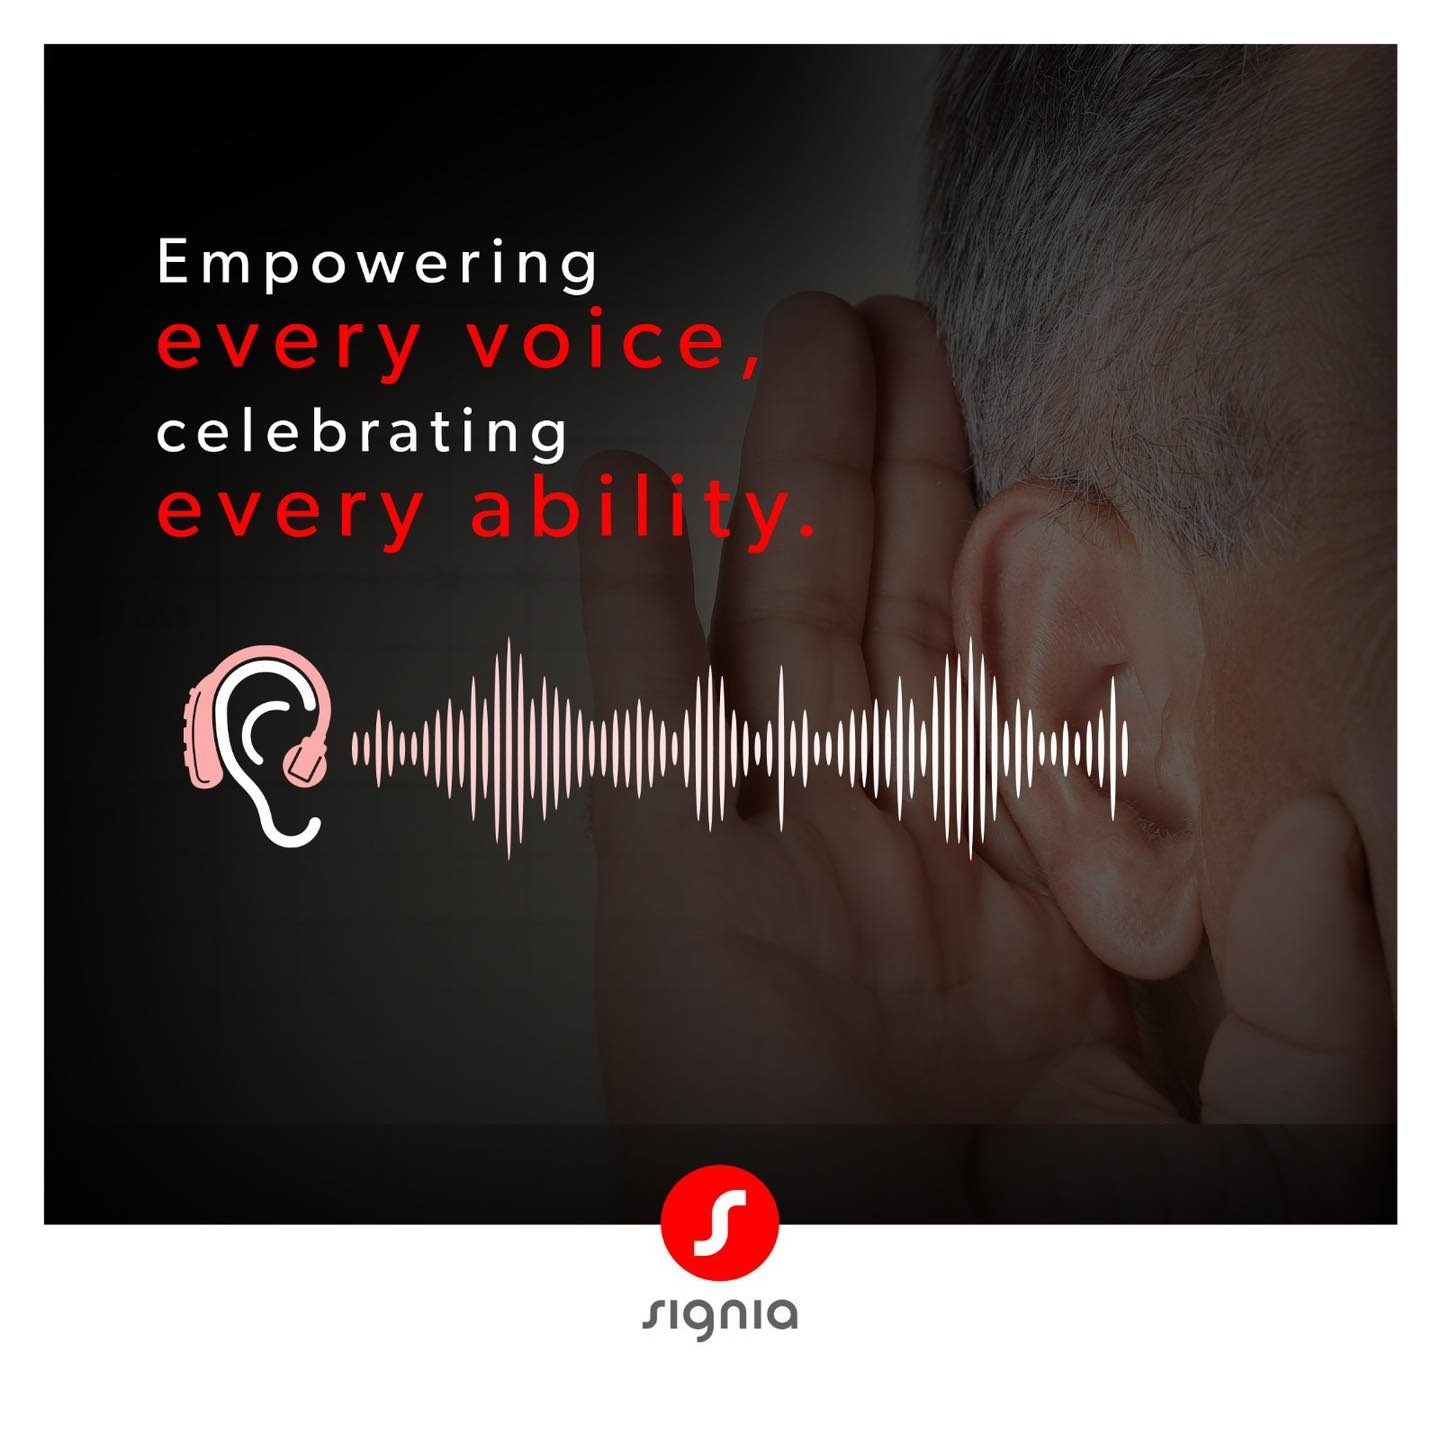 Empowering
every voice,
celebrating
every ability.
signia